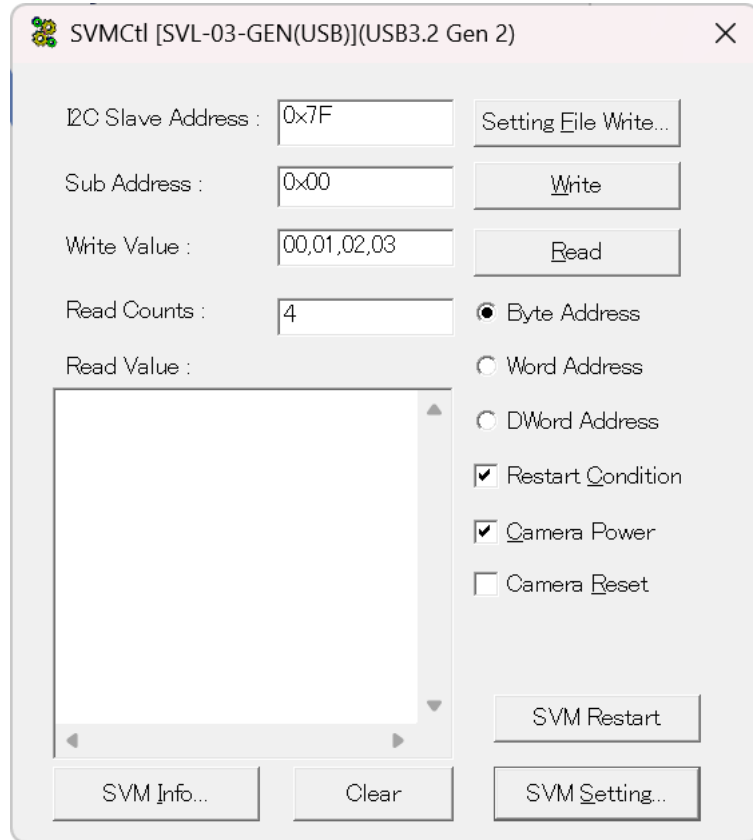 SVMCtl [SVL-03-GEN(USB)](USB3.2 Gen 2)
I2C Slave Address : 0x7F Setting File Write...
Sub Address : 0x00 Write
Write Value : 00,01,02,03 Read
Read Counts : 4 Byte Address
Read Value : Word Address
DWord Address
Restart Condition
Camera Power
Camera Reset
SVM Restart
SVM Info... Clear SVM Setting...